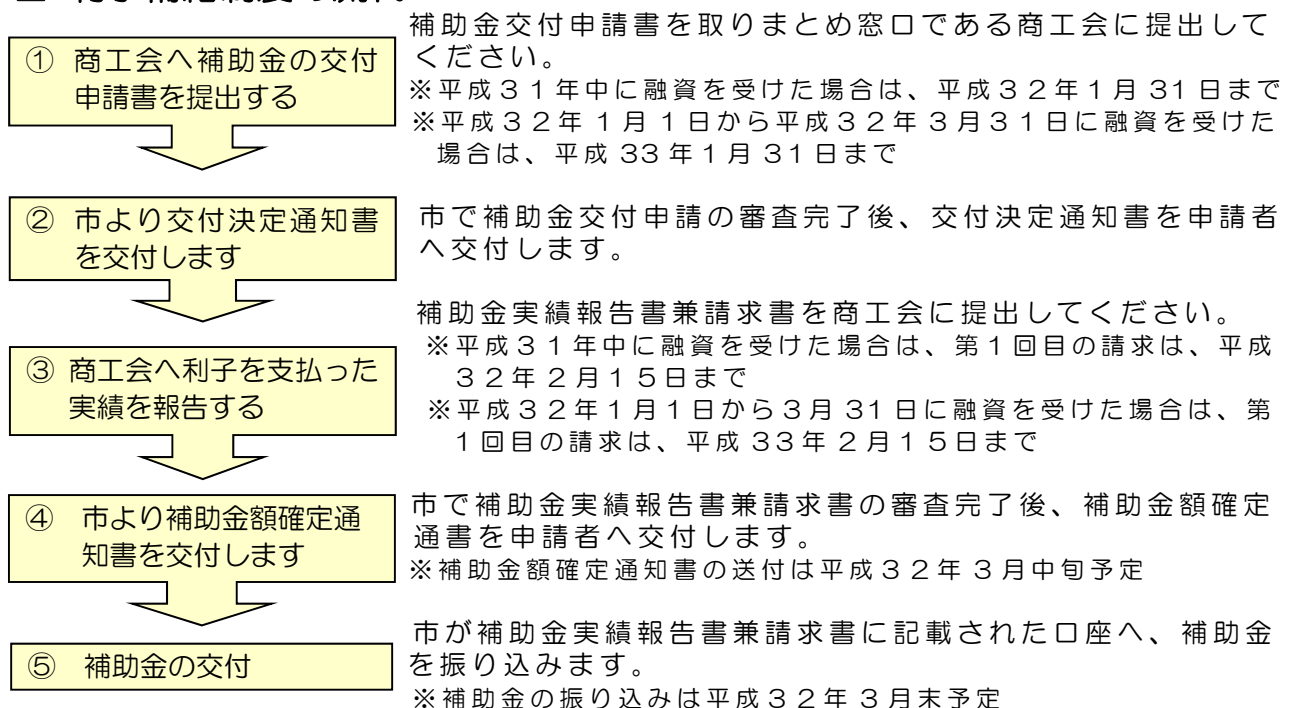 ① 商工会へ補助金の交付
申請書を提出する
補助金交付申請書を取りまとめ窓口である商工会に提出して
ください。
※平成３１年中に融資を受けた場合は、平成３２年１月 31 日まで
※平成３２年１月１日から平成３２年３月３１日に融資を受けた
場合は、平成 33 年１月 31 日まで
② 市より交付決定通知書
を交付します
市で補助金交付申請の審査完了後、交付決定通知書を申請者
へ交付します。
③ 商工会へ利子を支払った
実績を報告する
補助金実績報告書兼請求書を商工会に提出してください。
※平成３１年中に融資を受けた場合は、第１回目の請求は、平成
３２年２月１５日まで
※平成３２年１月１日から３月 31 日に融資を受けた場合は、第
１回目の請求は、平成 33 年２月１５日まで
④ 市より補助金額確定通
知書を交付します
市で補助金実績報告書兼請求書の審査完了後、補助金額確定
通書を申請者へ交付します。
※補助金額確定通知書の送付は平成３２年３月中旬予定
⑤ 補助金の交付
市が補助金実績報告書兼請求書に記載された口座へ、補助金
を振り込みます。
※補助金の振り込みは平成３２年３月末予定